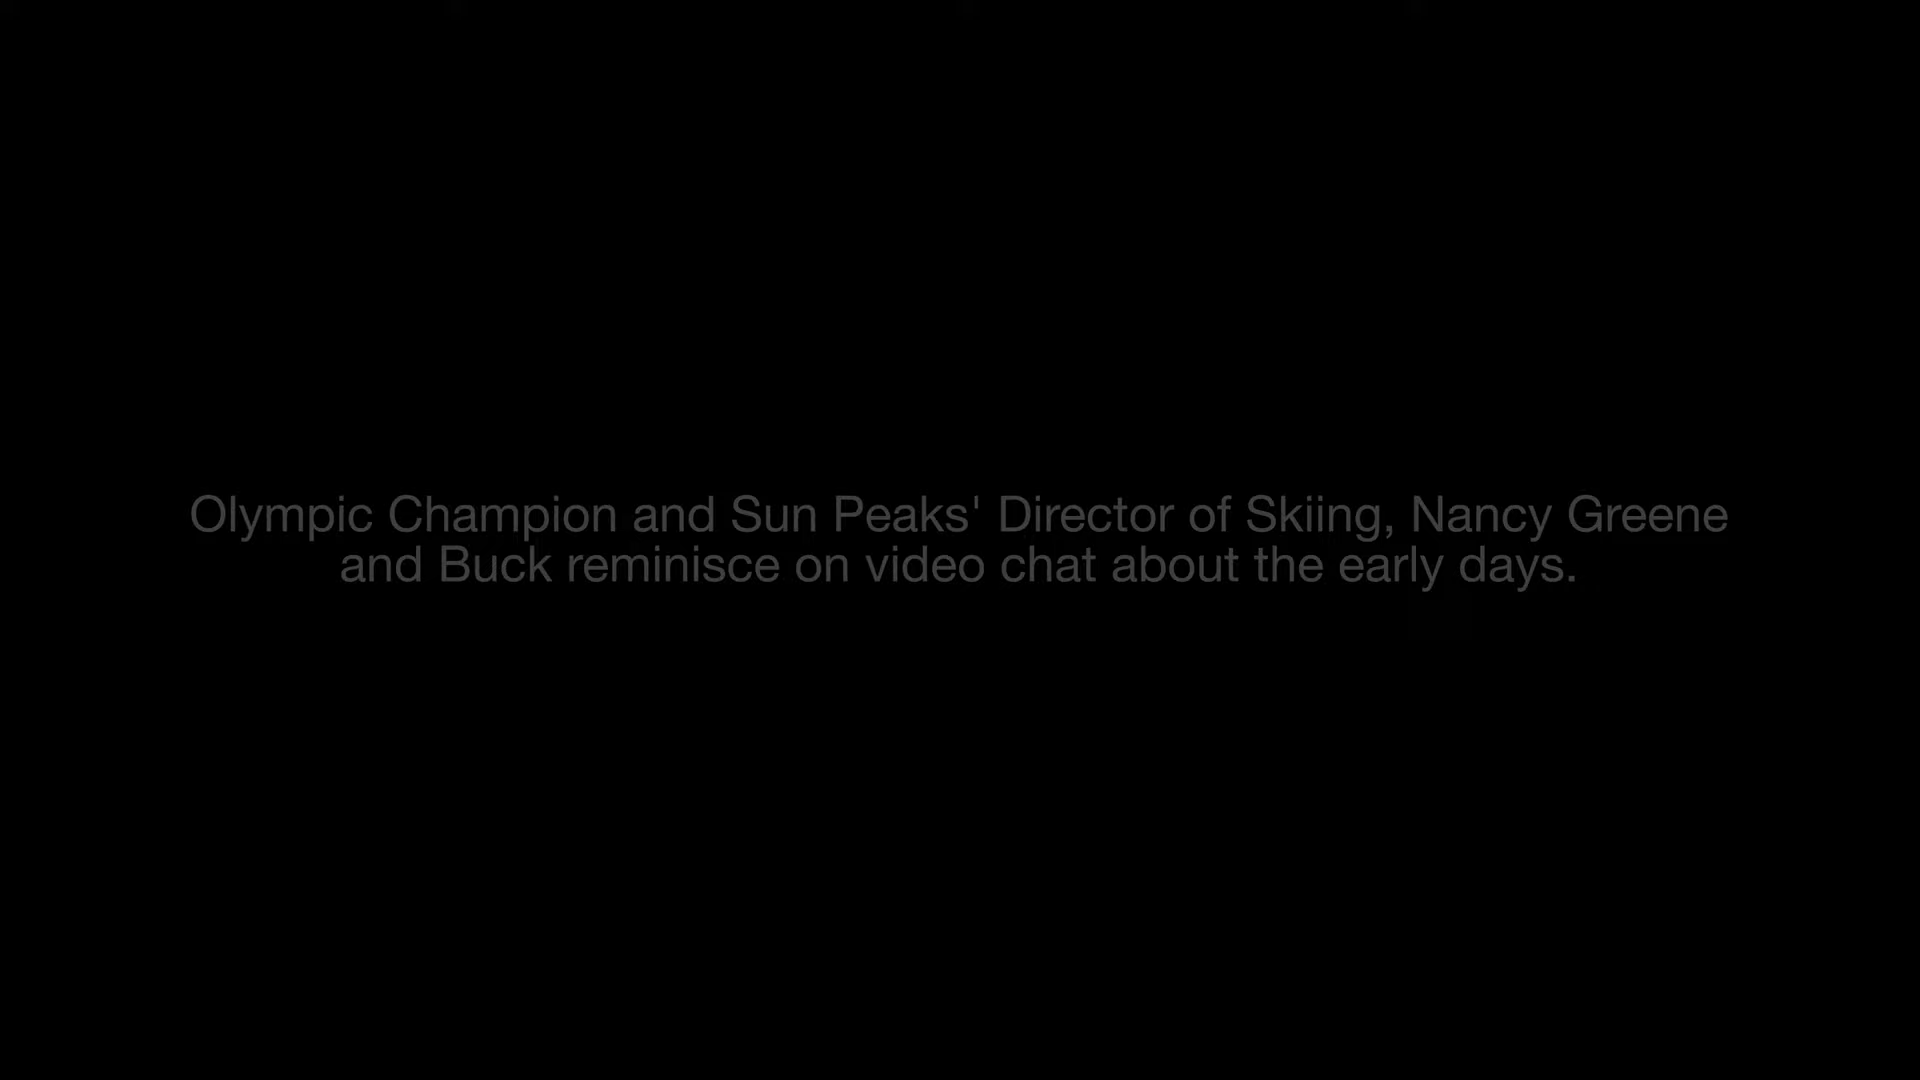 Olympic Champion and Sun Peaks' Director of Skiing, Nancy Greene
and Buck reminisce on video chat about the early days.